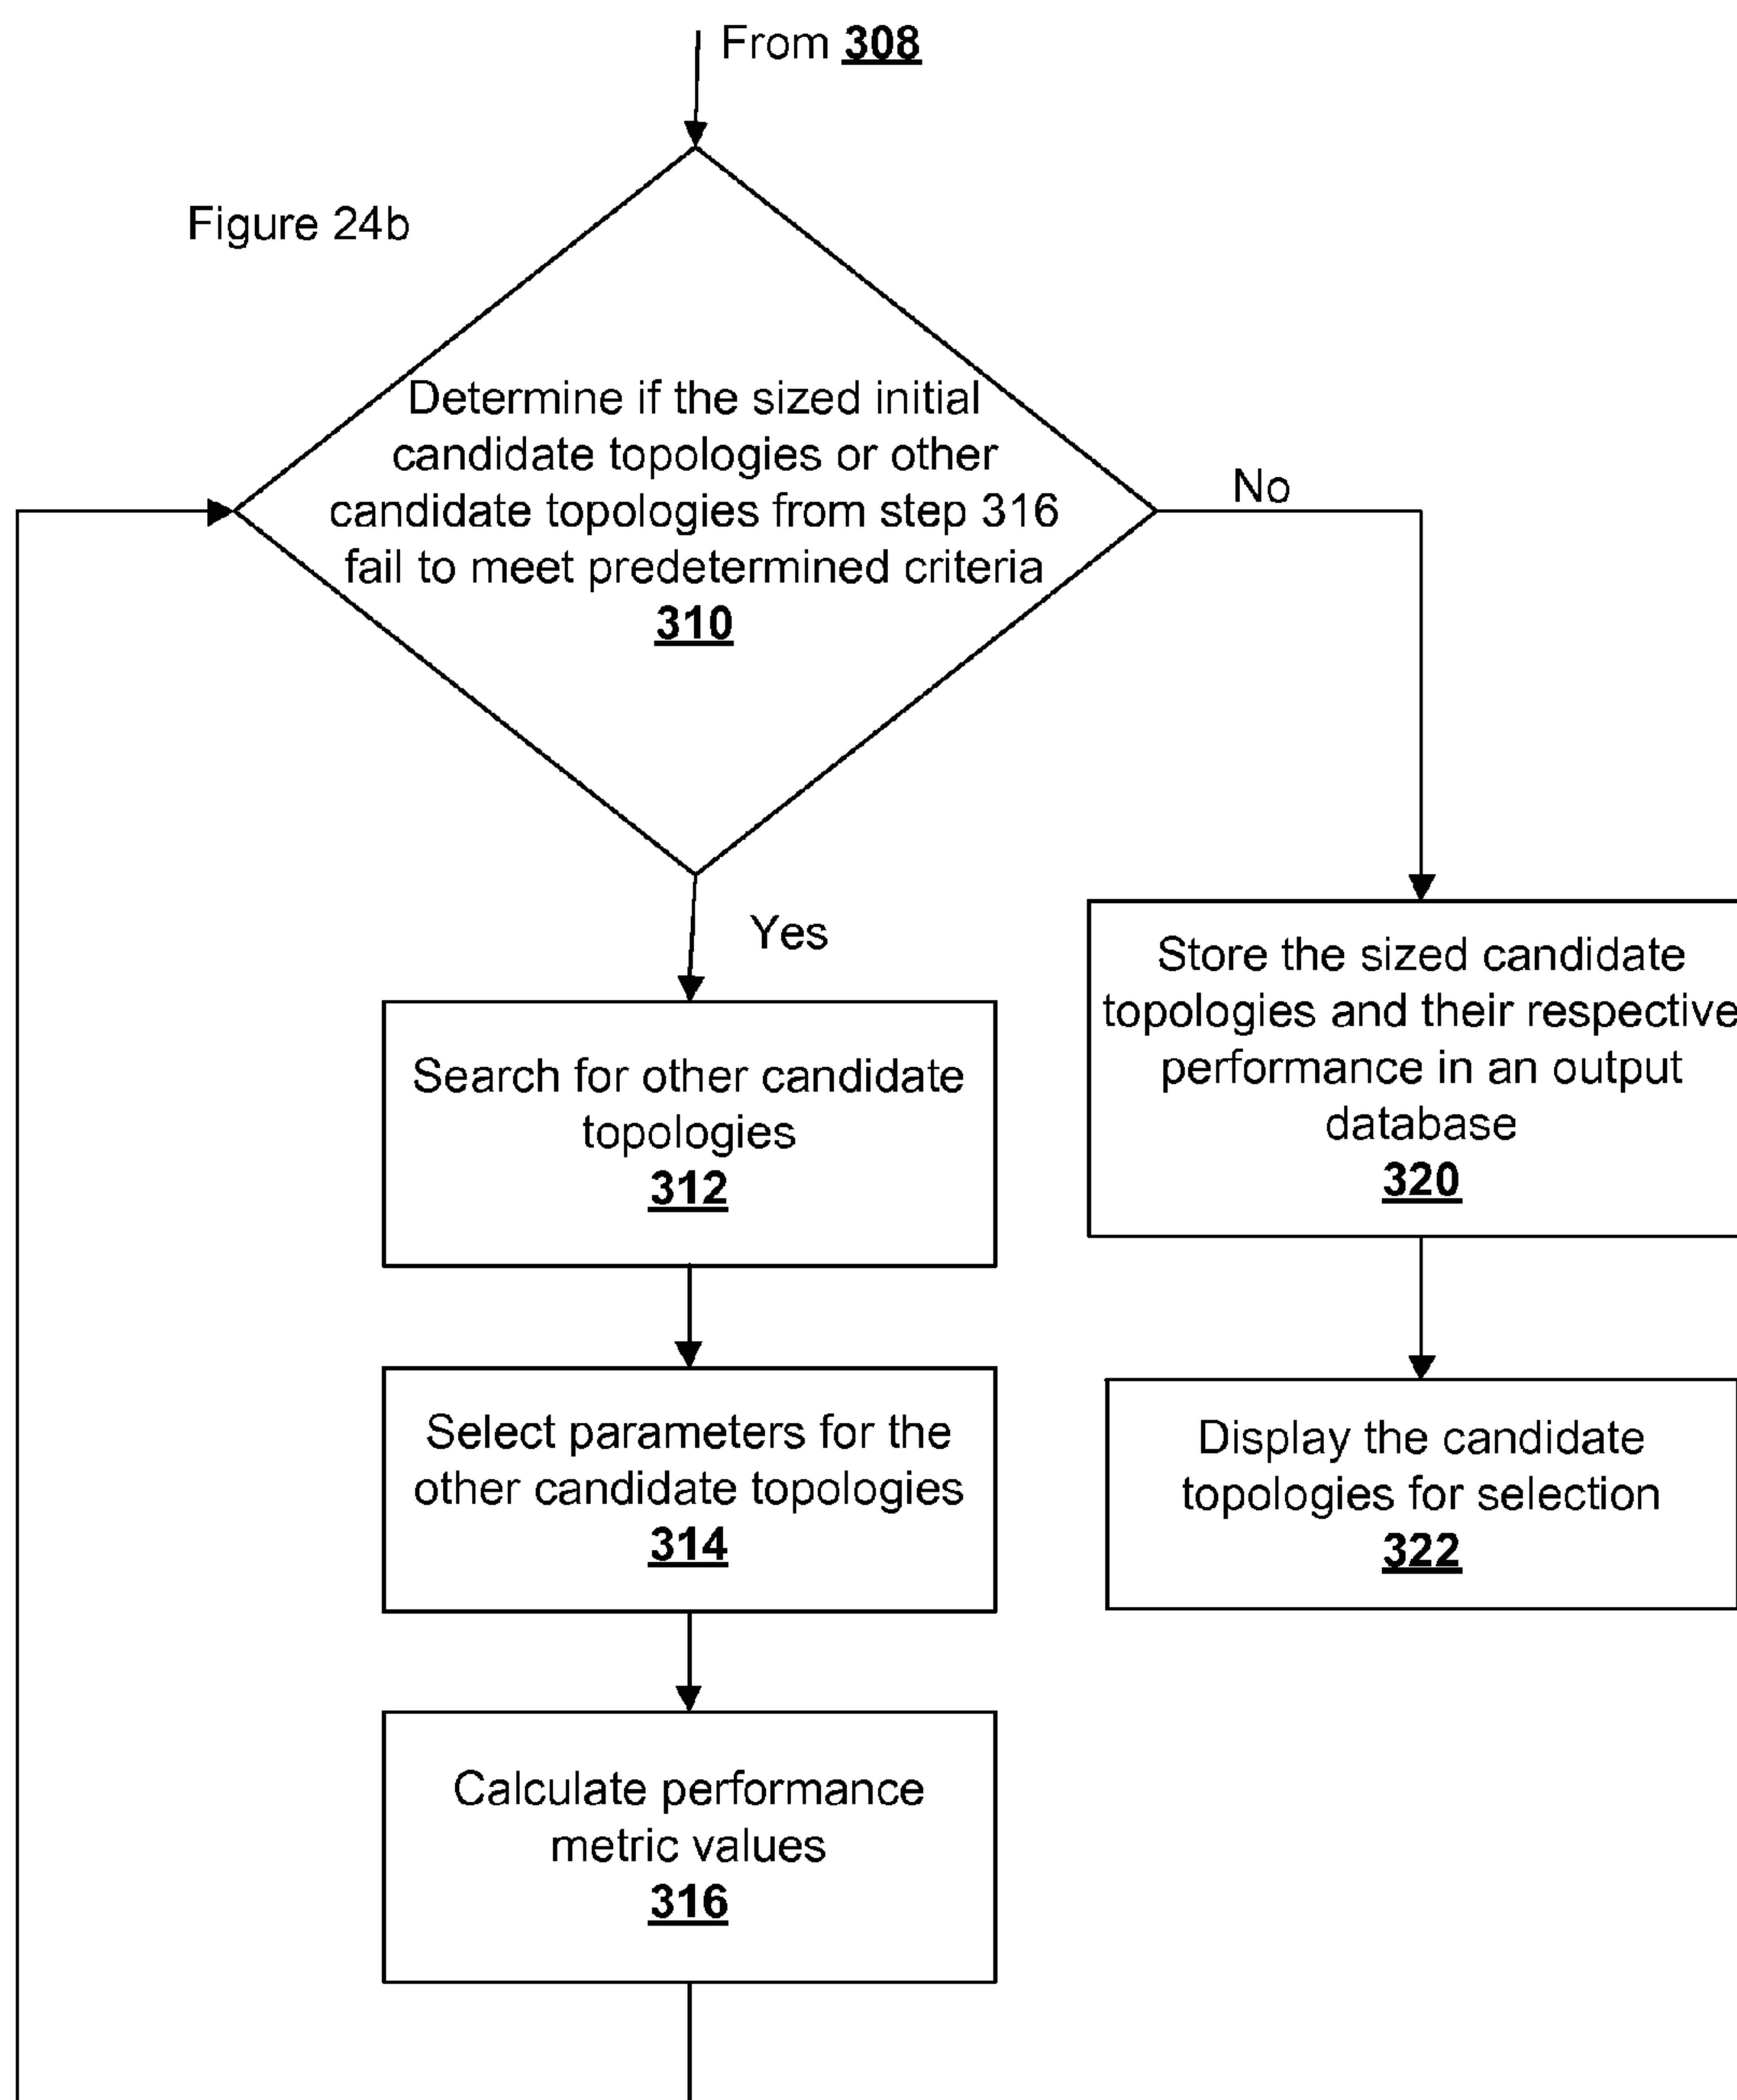 From 308
Figure 24b
Determine if the sized initial
candidate topologies or other
candidate topologies from step 316
fail to meet predetermined criteria
310
No
Yes
Store the sized candidate
topologies and their respective
performance in an output
database
320
Search for other candidate
topologies
312
Select parameters for the
other candidate topologies
314
Display the candidate
topologies for selection
322
Calculate performance
metric values
316